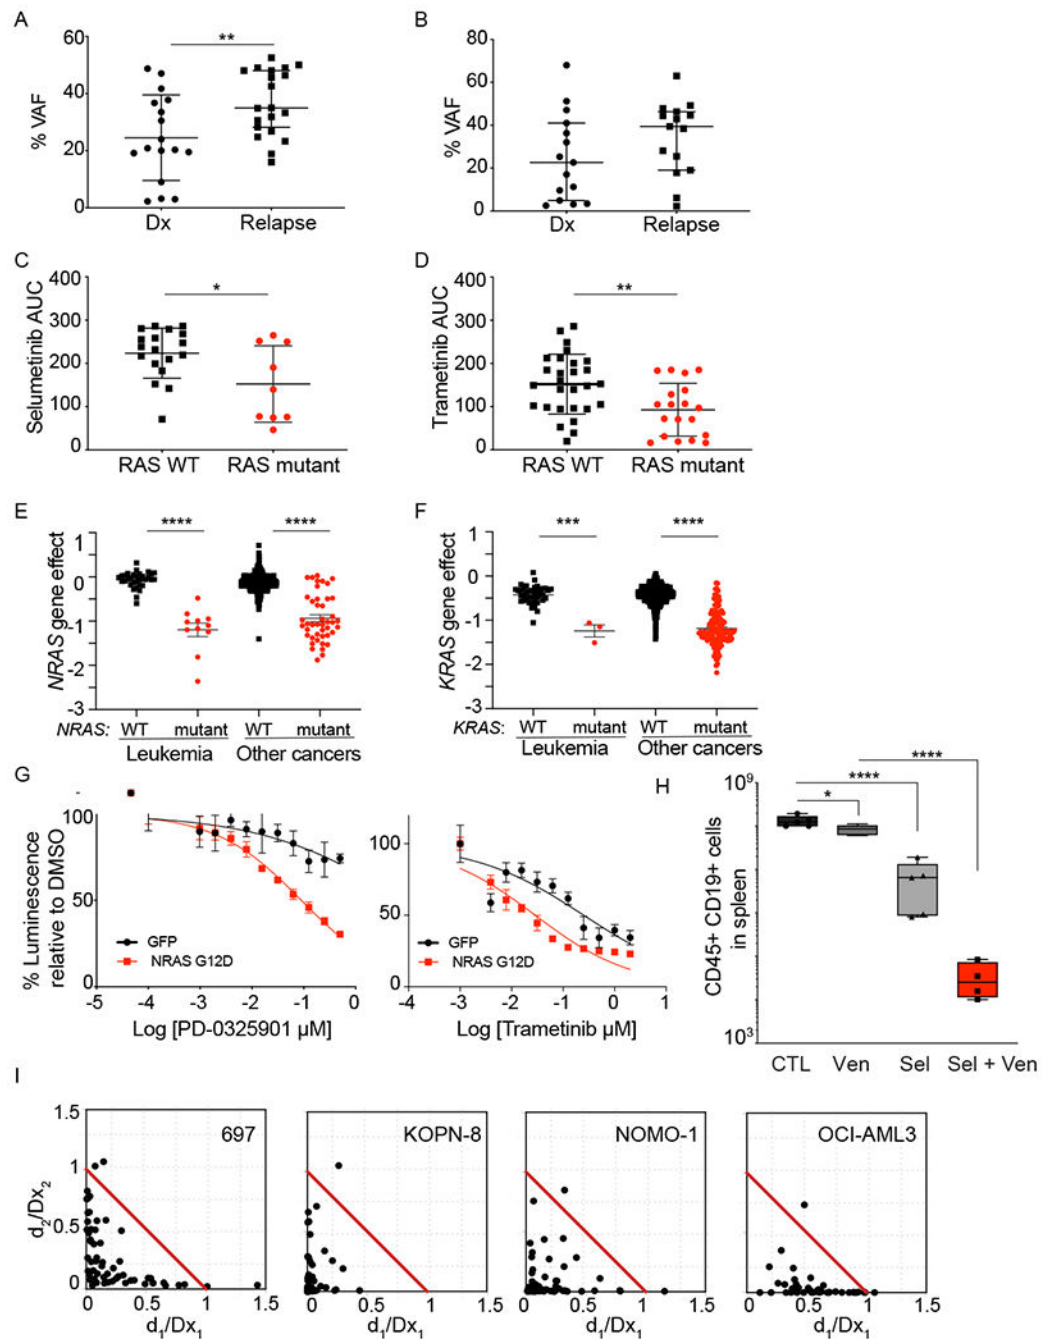 A
60
40
20
0
% VAF
**
Dx
Relapse
B
80
60
40
20
0
% VAF
Dx
Relapse
C
400
300
200
100
0
Selumetinib AUC
*
RAS WT
RAS mutant
D
400
300
200
100
0
Trametinib AUC
**
RAS WT
RAS mutant
E
1
0
-1
-2
-3
NRAS gene effect
****
****
NRAS: WT mutant WT mutant
Leukemia Other cancers
F
1
0
-1
-2
-3
KRAS gene effect
***
****
KRAS: WT mutant WT mutant
Leukemia Other cancers
G
% Luminescence
relative to DMSO
100
50
0
GFP
NRAS G12D
-5 -4 -3 -2 -1 0
Log [PD-0325901 µM]
100
50
0
GFP
NRAS G12D
-4 -3 -2 -1 0 1
Log [Trametinib µM]
H
CD45+ CD19+ cells
in spleen
10⁹
10³
****
****
*
CTL Ven Sel Sel + Ven
I
1.5
1
0.5
0
d₂/Dx₂
697
0 0.5 1 1.5
d₁/Dx₁
KOPN-8
0 0.5 1 1.5
d₁/Dx₁
NOMO-1
0 0.5 1 1.5
d₁/Dx₁
OCI-AML3
0 0.5 1 1.5
d₁/Dx₁